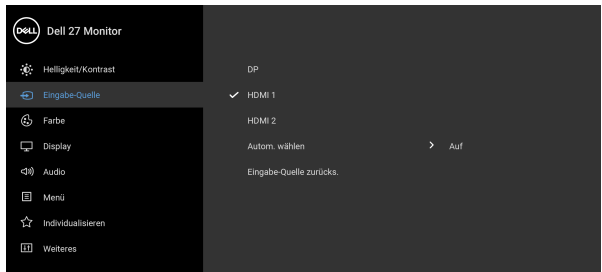 DELL Dell 27 Monitor
Helligkeit/Kontrast DP
Eingabe-Quelle HDMI 1
Farbe HDMI 2
Display Autom. wählen Auf
Audio Eingabe-Quelle zurücks.
Menü
Individualisieren
Weiteres